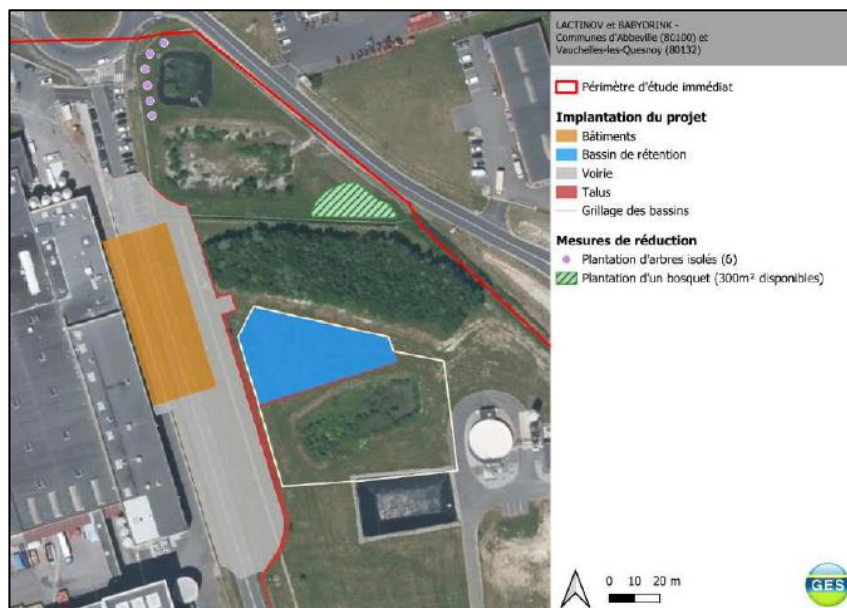 LACTINOV et BABYDRINK -
Communes d'Abbeville (80100) et
Vauchelles-les-Quesnoy (80132)
Périmètre d'étude immédiat
Implantation du projet
Bâtiments
Bassin de rétention
Voirie
Talus
Grillage des bassins
Mesures de réduction
Plantation d'arbres isolés (6)
Plantation d'un bosquet (300m² disponibles)
0 10 20 m
GES